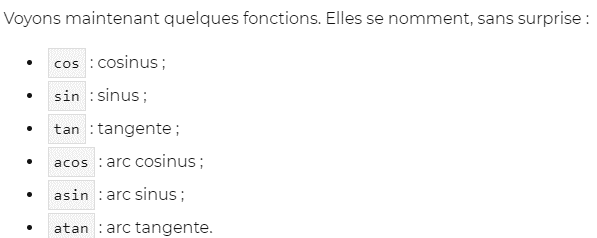 Voyons maintenant quelques fonctions. Elles se nomment, sans surprise :
• cos : cosinus ;
• sin : sinus ;
• tan : tangente ;
• acos : arc cosinus ;
• asin : arc sinus ;
• atan : arc tangente.